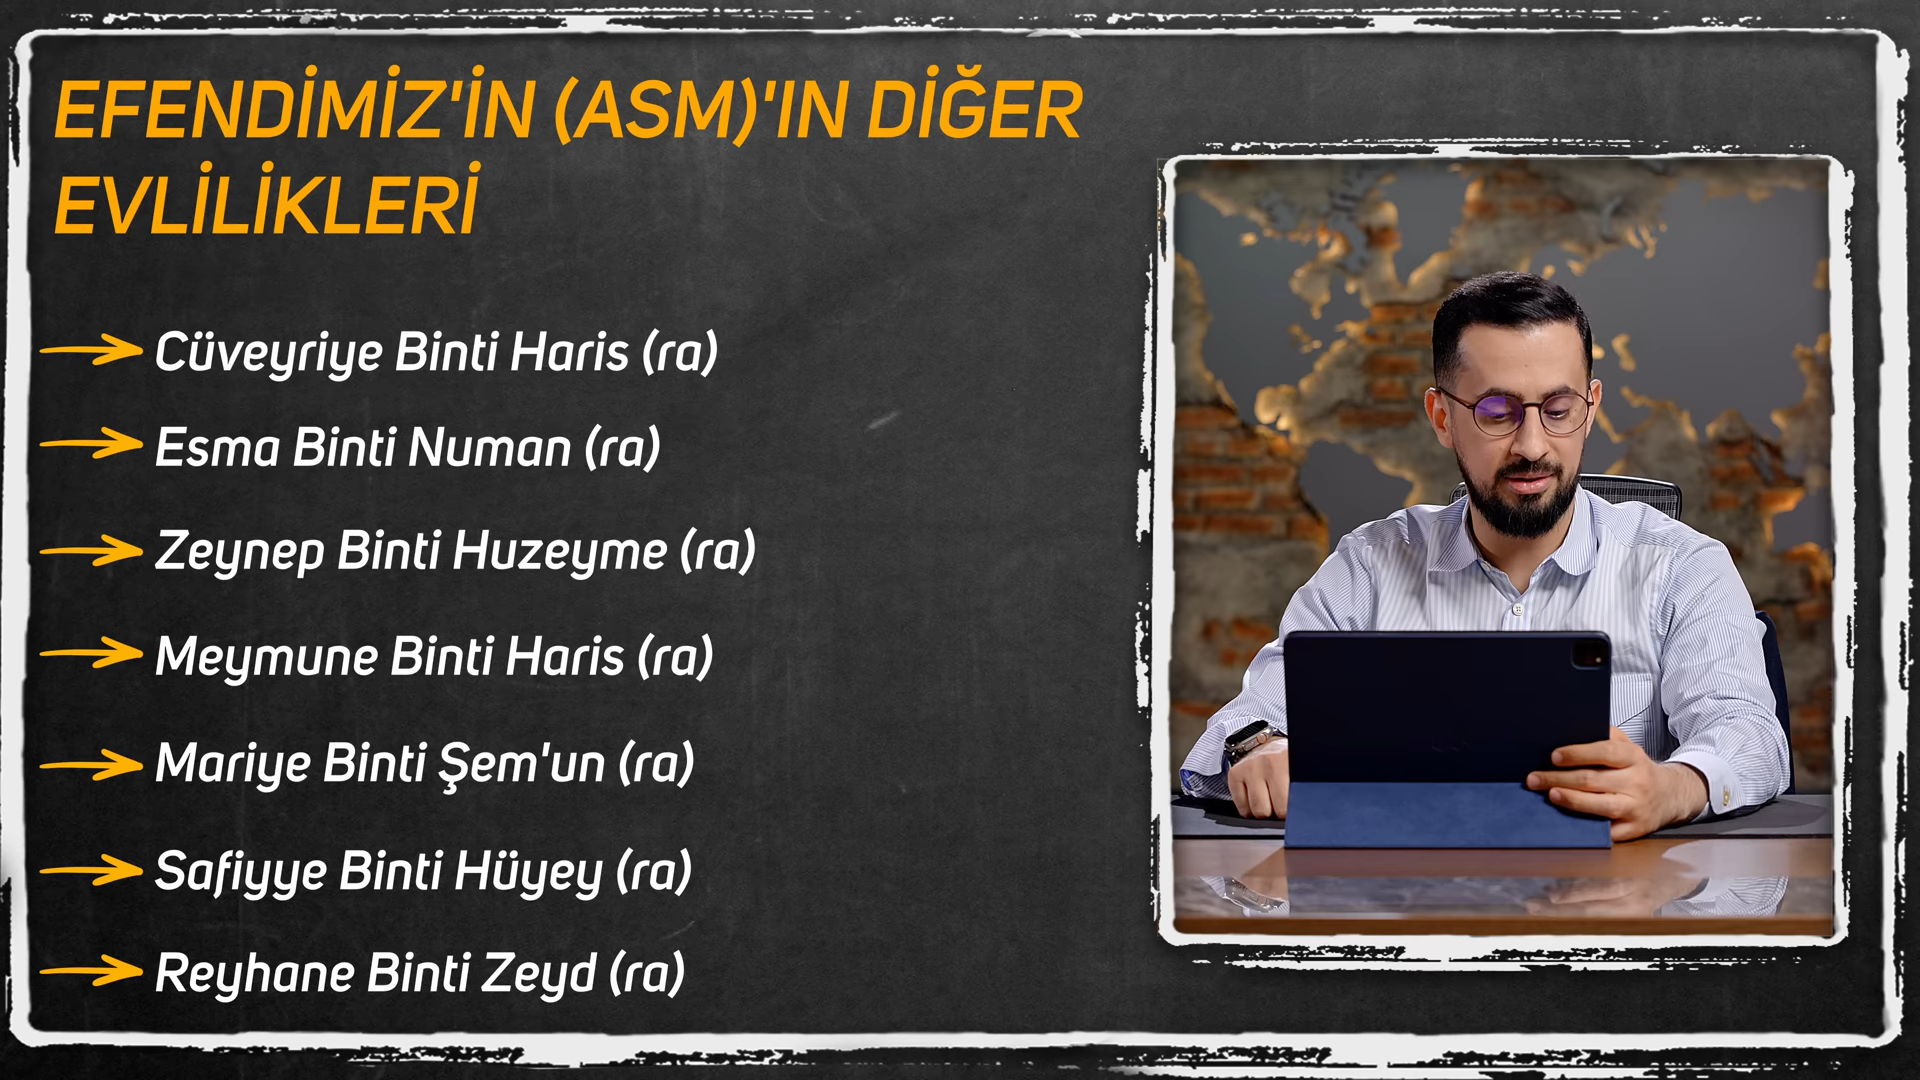 EFENDİMİZ'İN (ASM)'IN DİĞER
EVLİLİKLERİ
Cüveyriye Binti Haris (ra)
Esma Binti Numan (ra)
Zeynep Binti Huzeyme (ra)
Meymune Binti Haris (ra)
Mariye Binti Şem'un (ra)
Safiyye Binti Hüyey (ra)
Reyhane Binti Zeyd (ra)